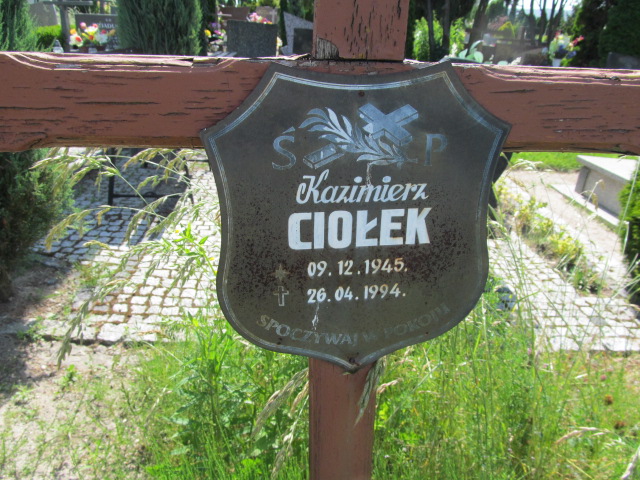 Ś P
Kazimierz
CIOŁEK
09. 12. 1945.
26. 04. 1994.
SPOCZYWAJ W POKOJU